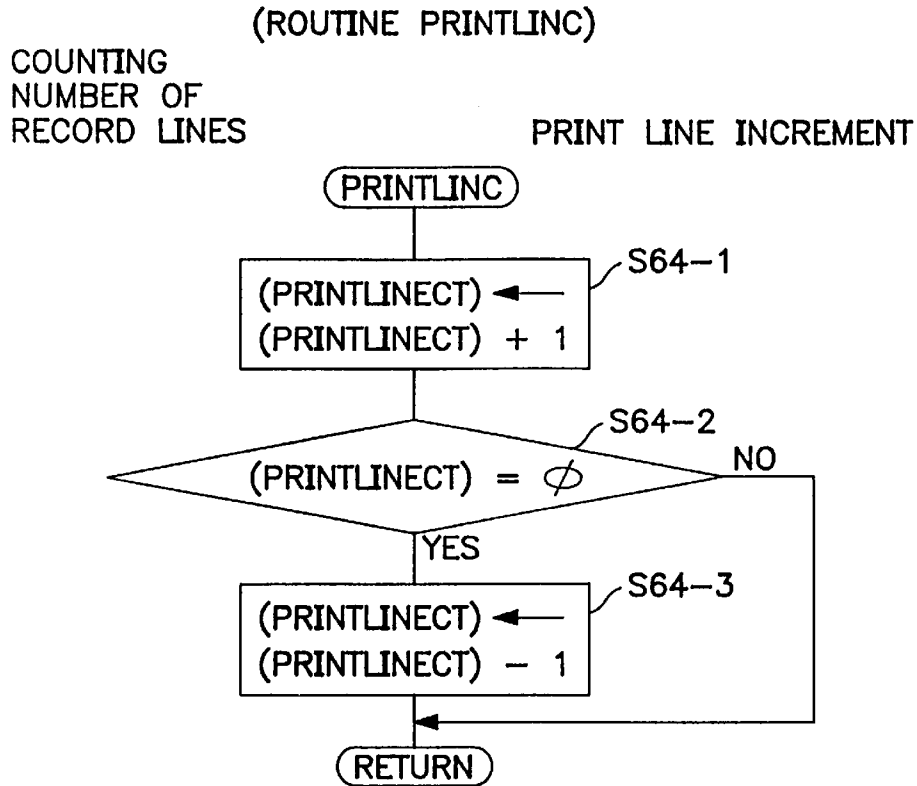 (ROUTINE PRINTLINC)
COUNTING
NUMBER OF
RECORD LINES
PRINT LINE INCREMENT
PRINTLINC
S64-1
(PRINTLINECT) ←
(PRINTLINECT) + 1
S64-2
(PRINTLINECT) = ϕ
NO
YES
S64-3
(PRINTLINECT) ←
(PRINTLINECT) - 1
RETURN